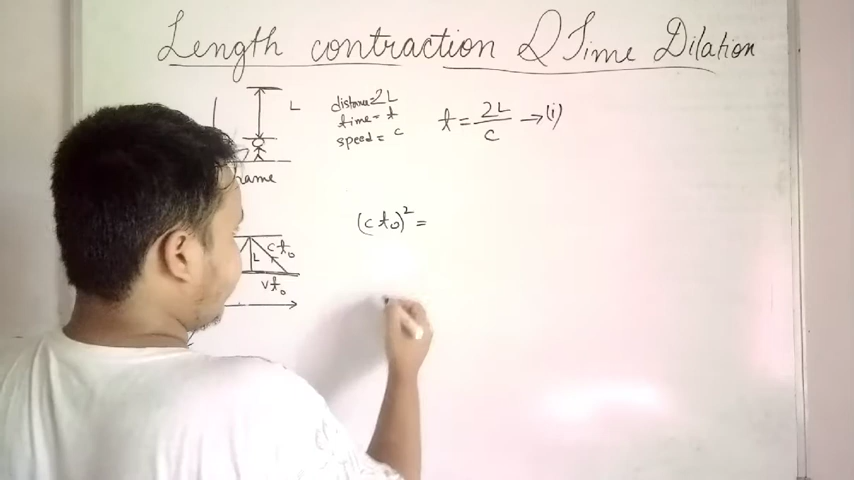 Length contraction & Time Dilation
L
distance=2L
time = t
speed = c
t = 2L/c → (i)
frame
(c t₀)² =
c t₀
L
v t₀